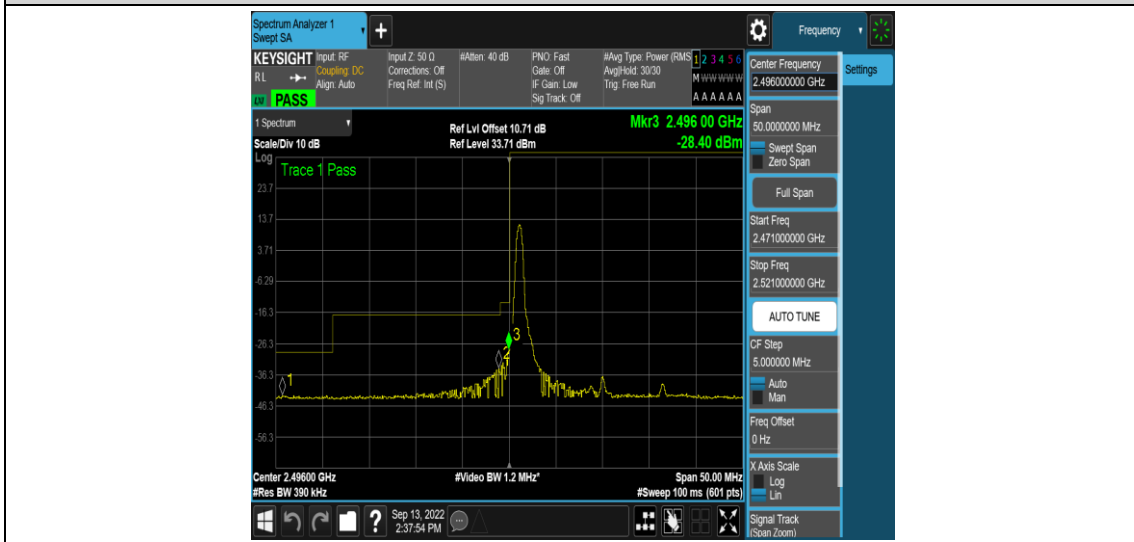 Spectrum Analyzer 1
Swept SA
+
Frequency
KEYSIGHT
RL
LXI
PASS
Input: RF
Coupling: DC
Align: Auto
Input Z: 50 Ω
Corrections: Off
Freq Ref: Int (S)
#Atten: 40 dB
PNO: Fast
Gate: Off
IF Gain: Low
Sig Track: Off
#Avg Type: Power (RMS
Avg|Hold: 30/30
Trig: Free Run
1 2 3 4 5 6
M W W W W W
A A A A A A
1 Spectrum
Scale/Div 10 dB
Ref Lvl Offset 10.71 dB
Ref Level 33.71 dBm
Mkr3 2.496 00 GHz
-28.40 dBm
Log
Trace 1 Pass
23.7
13.7
3.71
-6.29
-16.3
-26.3
-36.3
-46.3
-56.3
1
2
3
Center 2.49600 GHz
#Res BW 390 kHz
#Video BW 1.2 MHz*
Span 50.00 MHz
#Sweep 100 ms (601 pts)
Center Frequency
2.496000000 GHz
Settings
Span
50.0000000 MHz
Swept Span
Zero Span
Full Span
Start Freq
2.471000000 GHz
Stop Freq
2.521000000 GHz
AUTO TUNE
CF Step
5.000000 MHz
Auto
Man
Freq Offset
0 Hz
X Axis Scale
Log
Lin
Signal Track
(Span Zoom)
?
Sep 13, 2022
2:37:54 PM